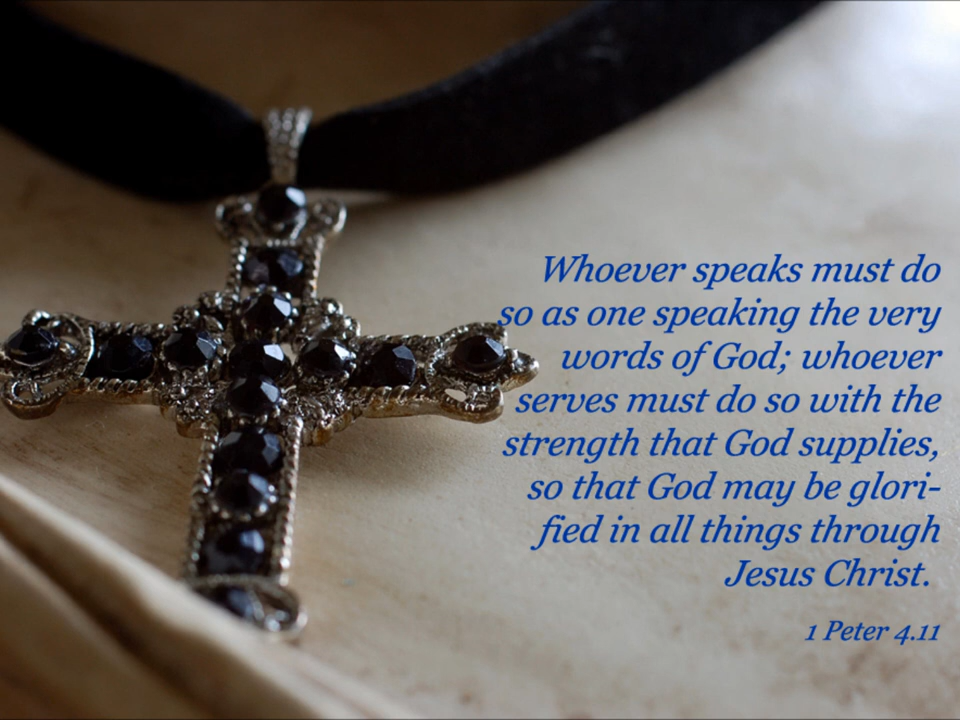 Whoever speaks must do
so as one speaking the very
words of God; whoever
serves must do so with the
strength that God supplies,
so that God may be glori-
fied in all things through
Jesus Christ.
1 Peter 4.11